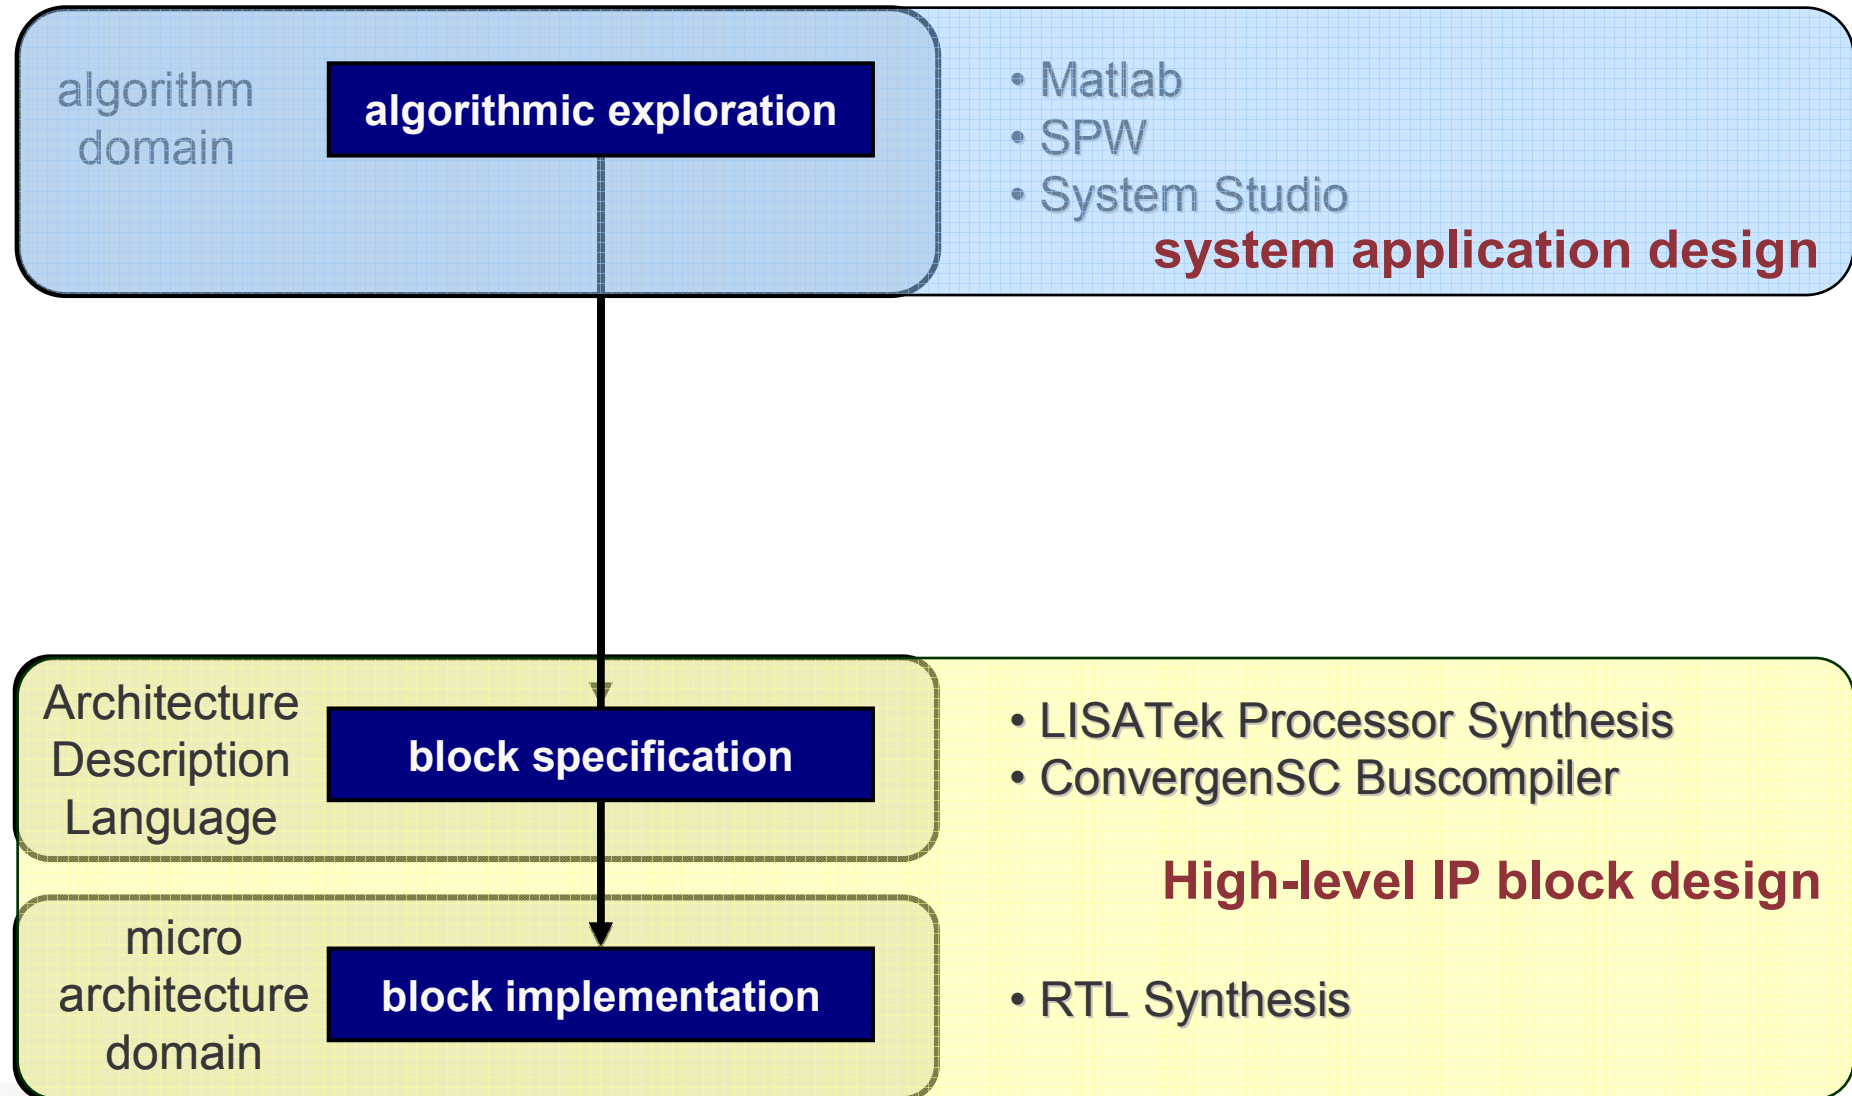 algorithm
domain
algorithmic exploration
• Matlab
• SPW
• System Studio
system application design
Architecture
Description
Language
block specification
• LISATek Processor Synthesis
• ConvergenSC Buscompiler
High-level IP block design
micro
architecture
domain
block implementation
• RTL Synthesis